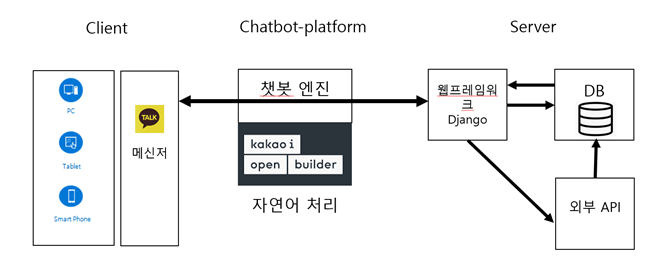 Client
Chatbot-platform
Server
PC
Tablet
Smart Phone
TALK
메신저
챗봇 엔진
kakao i
open builder
자연어 처리
웹프레임워
크
Django
DB
외부 API